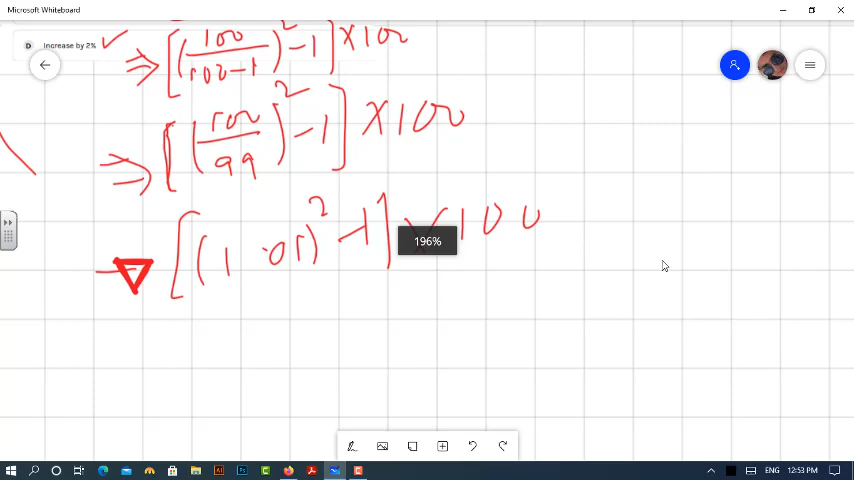 Microsoft Whiteboard
D Increase by 2% ✓
⇒ [(100/100-1)² -1] ×100
⇒ [(100/99)² -1] ×100
[(1.01)² -1] ×100
196%
ENG 12:53 PM